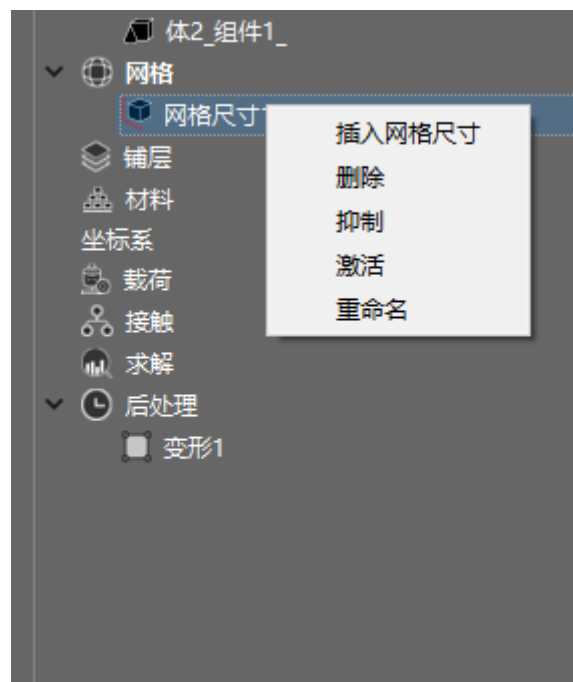 体2_组件1_
网格
网格尺寸
插入网格尺寸
铺层
删除
材料
抑制
坐标系
激活
载荷
重命名
接触
求解
后处理
变形1